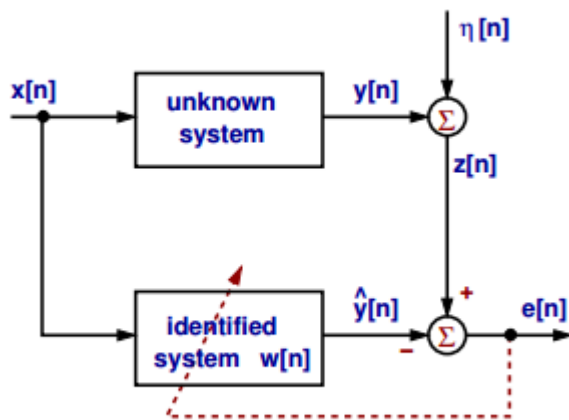 η[n]
x[n]
unknown
system
y[n]
Σ
z[n]
+
identified
system w[n]
ŷ[n]
−
Σ
e[n]